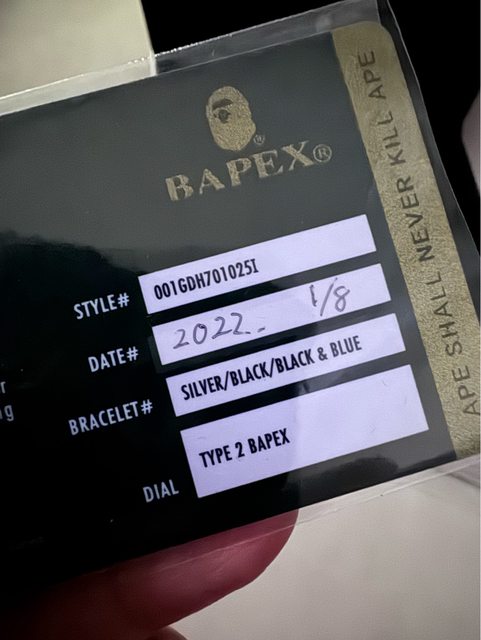 BAPEX®
STYLE# 001GDH701025I
DATE# 2022. 1/8
BRACELET# SILVER/BLACK/BLACK & BLUE
DIAL TYPE 2 BAPEX
APE SHALL NEVER KILL APE